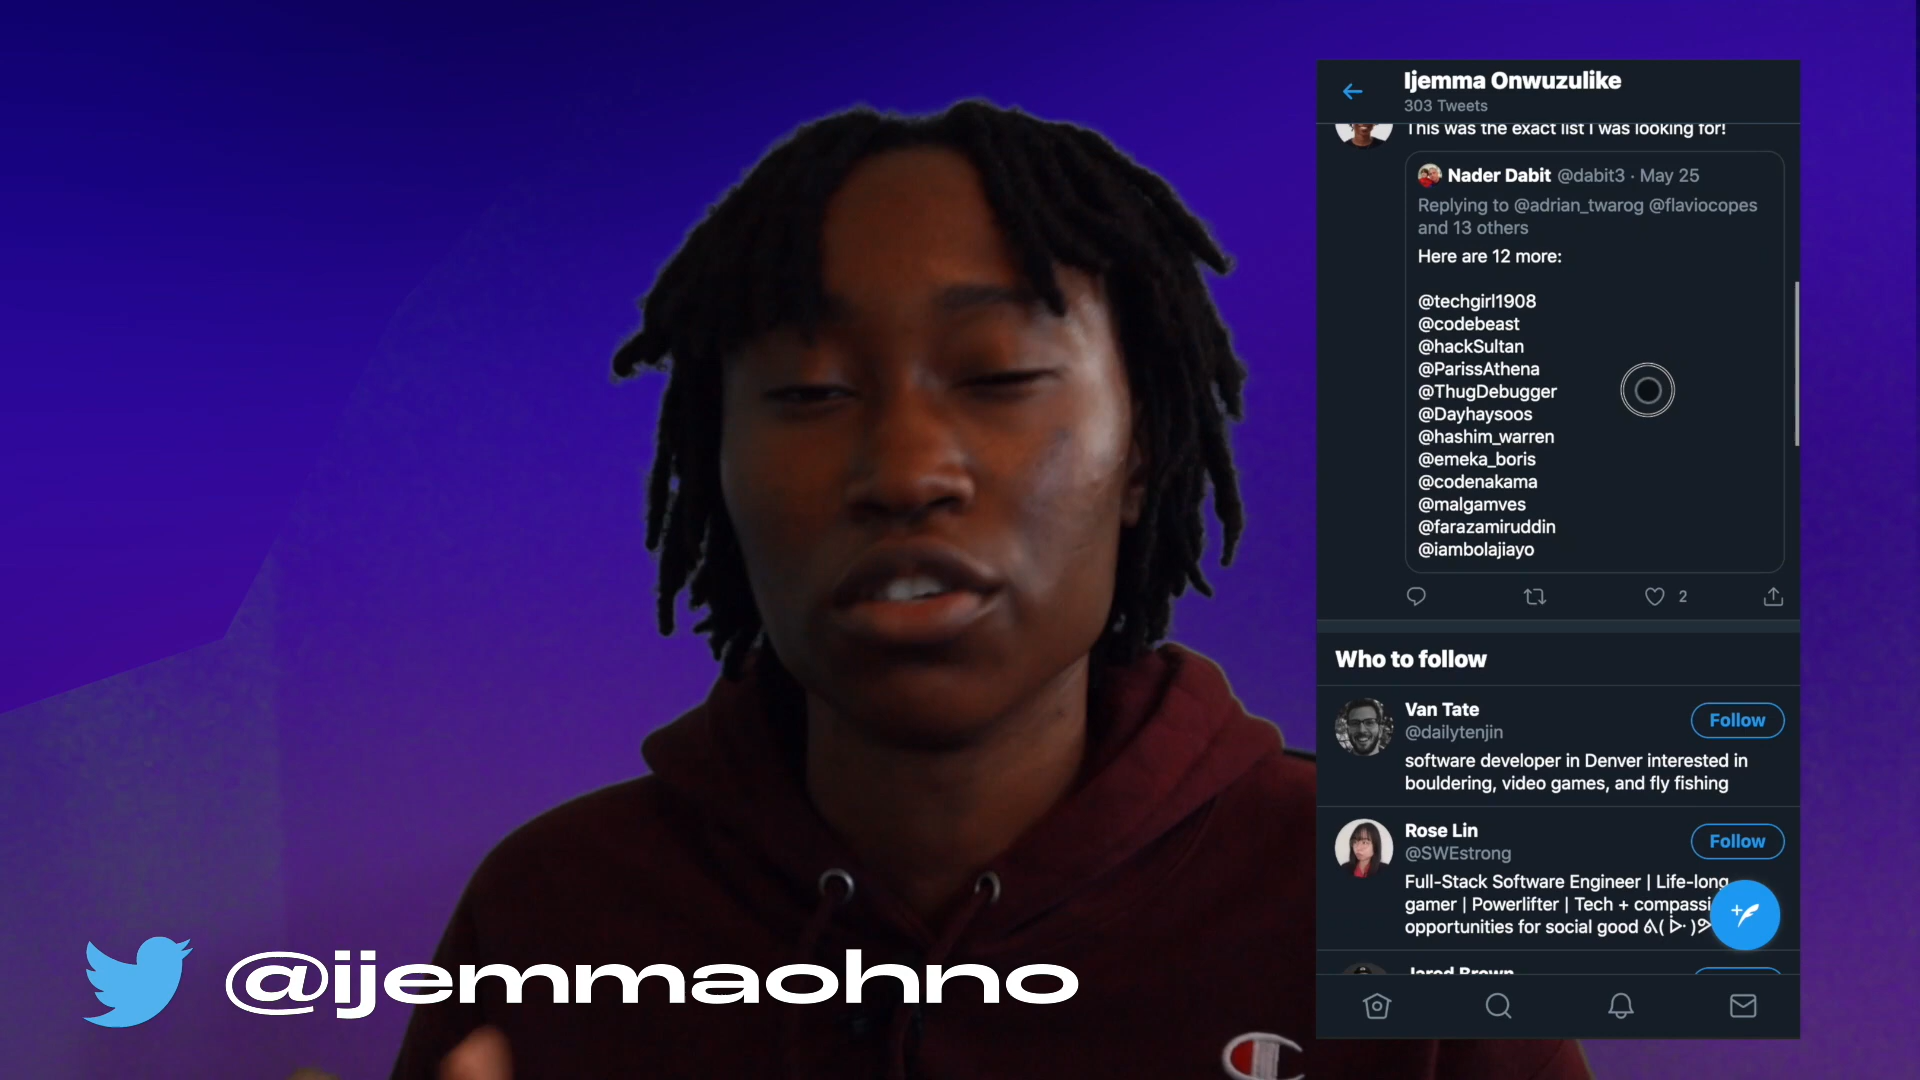 Ijemma Onwuzulike
303 Tweets
This was the exact list I was looking for!
Nader Dabit @dabit3 · May 25
Replying to @adrian_twarog @flaviocopes
and 13 others
Here are 12 more:
@techgirl1908
@codebeast
@hackSultan
@ParissAthena
@ThugDebugger
@Dayhaysoos
@hashim_warren
@emeka_boris
@codenakama
@malgamves
@farazamiruddin
@iambolajiayo
2
Who to follow
Van Tate
@dailytenjin
Follow
software developer in Denver interested in
bouldering, video games, and fly fishing
Rose Lin
@SWEstrong
Follow
Full-Stack Software Engineer | Life-long
gamer | Powerlifter | Tech + compassi
opportunities for social good
Jared Brown
@ijemmaohno